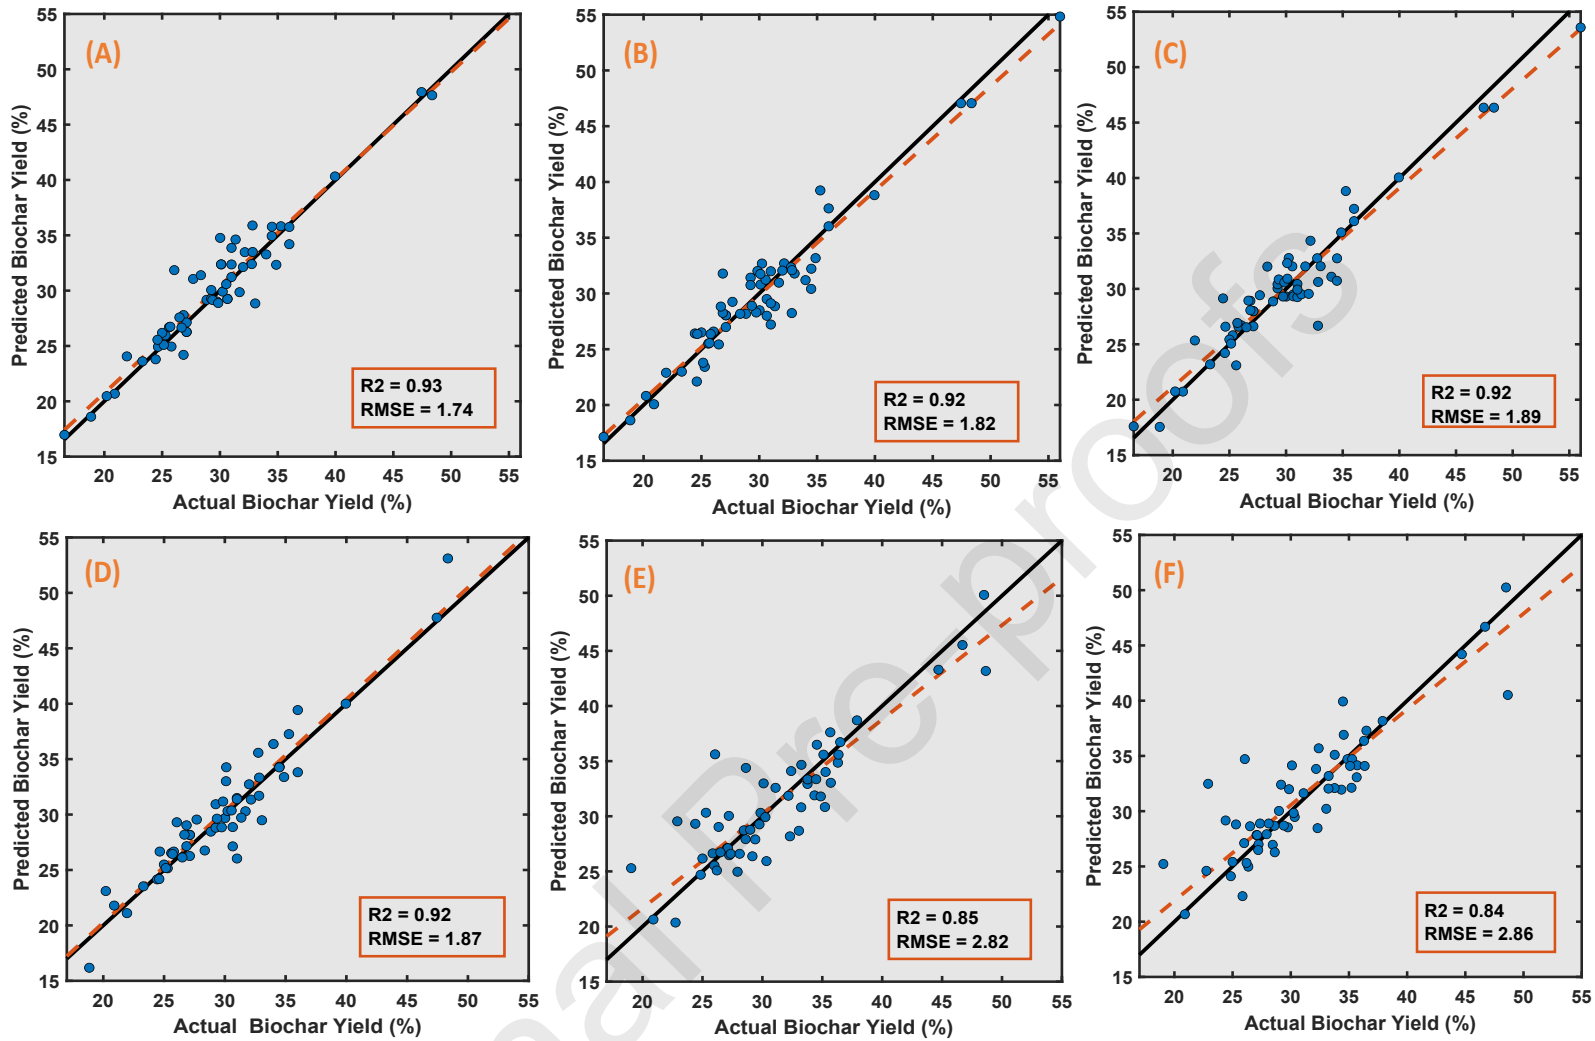 (A)
Predicted Biochar Yield (%)
55
50
45
40
35
30
25
20
15
R2 = 0.93
RMSE = 1.74
20 25 30 35 40 45 50 55
Actual Biochar Yield (%)
(B)
Predicted Biochar Yield (%)
55
50
45
40
35
30
25
20
15
R2 = 0.92
RMSE = 1.82
20 25 30 35 40 45 50 55
Actual Biochar Yield (%)
(C)
Predicted Biochar Yield (%)
55
50
45
40
35
30
25
20
15
R2 = 0.92
RMSE = 1.89
20 25 30 35 40 45 50 55
Actual Biochar Yield (%)
(D)
Predicted Biochar Yield (%)
55
50
45
40
35
30
25
20
15
R2 = 0.92
RMSE = 1.87
20 25 30 35 40 45 50 55
Actual  Biochar Yield (%)
(E)
Predicted Biochar Yield (%)
55
50
45
40
35
30
25
20
15
R2 = 0.85
RMSE = 2.82
20 25 30 35 40 45 50 55
Actual Biochar Yield (%)
(F)
Predicted Biochar Yield (%)
55
50
45
40
35
30
25
20
15
R2 = 0.84
RMSE = 2.86
20 25 30 35 40 45 50 55
Actual Biochar Yield (%)
nal Pre-proofs